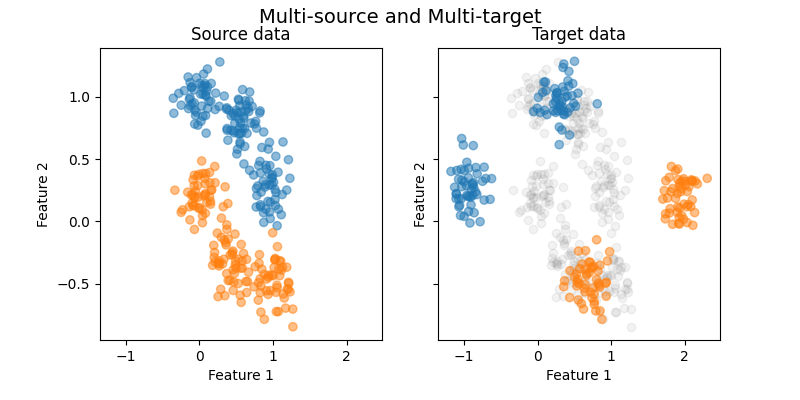 Multi-source and Multi-target
Source data
Target data
1.0
0.5
0.0
−0.5
Feature 2
−1
0
1
2
Feature 1
Feature 2
−1
0
1
2
Feature 1